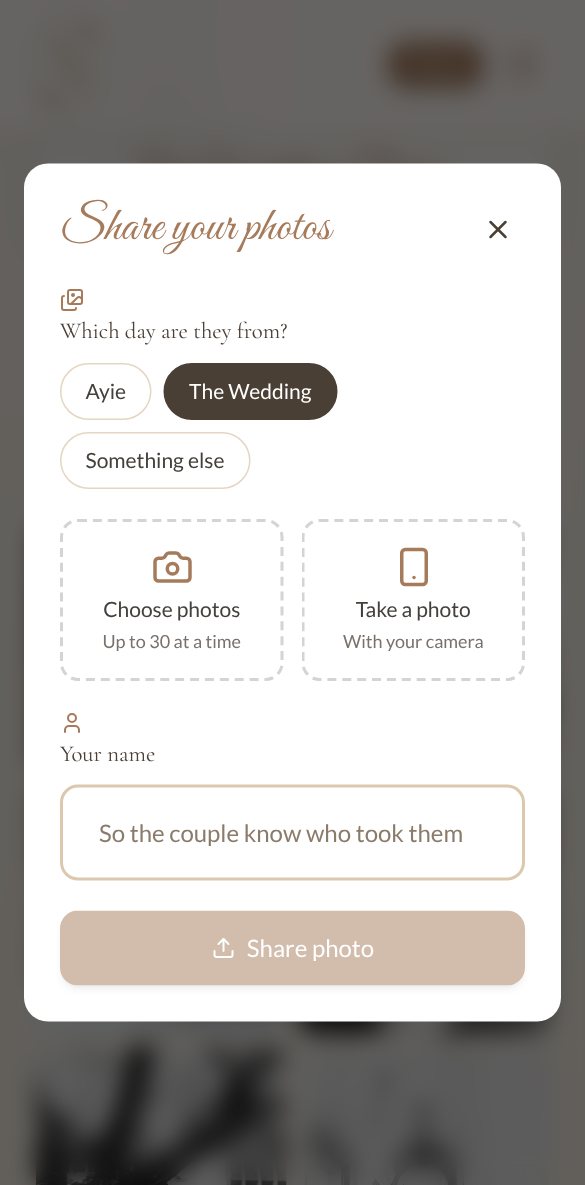 Share your photos
Which day are they from?
Ayie
The Wedding
Something else
Choose photos
Up to 30 at a time
Take a photo
With your camera
Your name
So the couple know who took them
Share photo